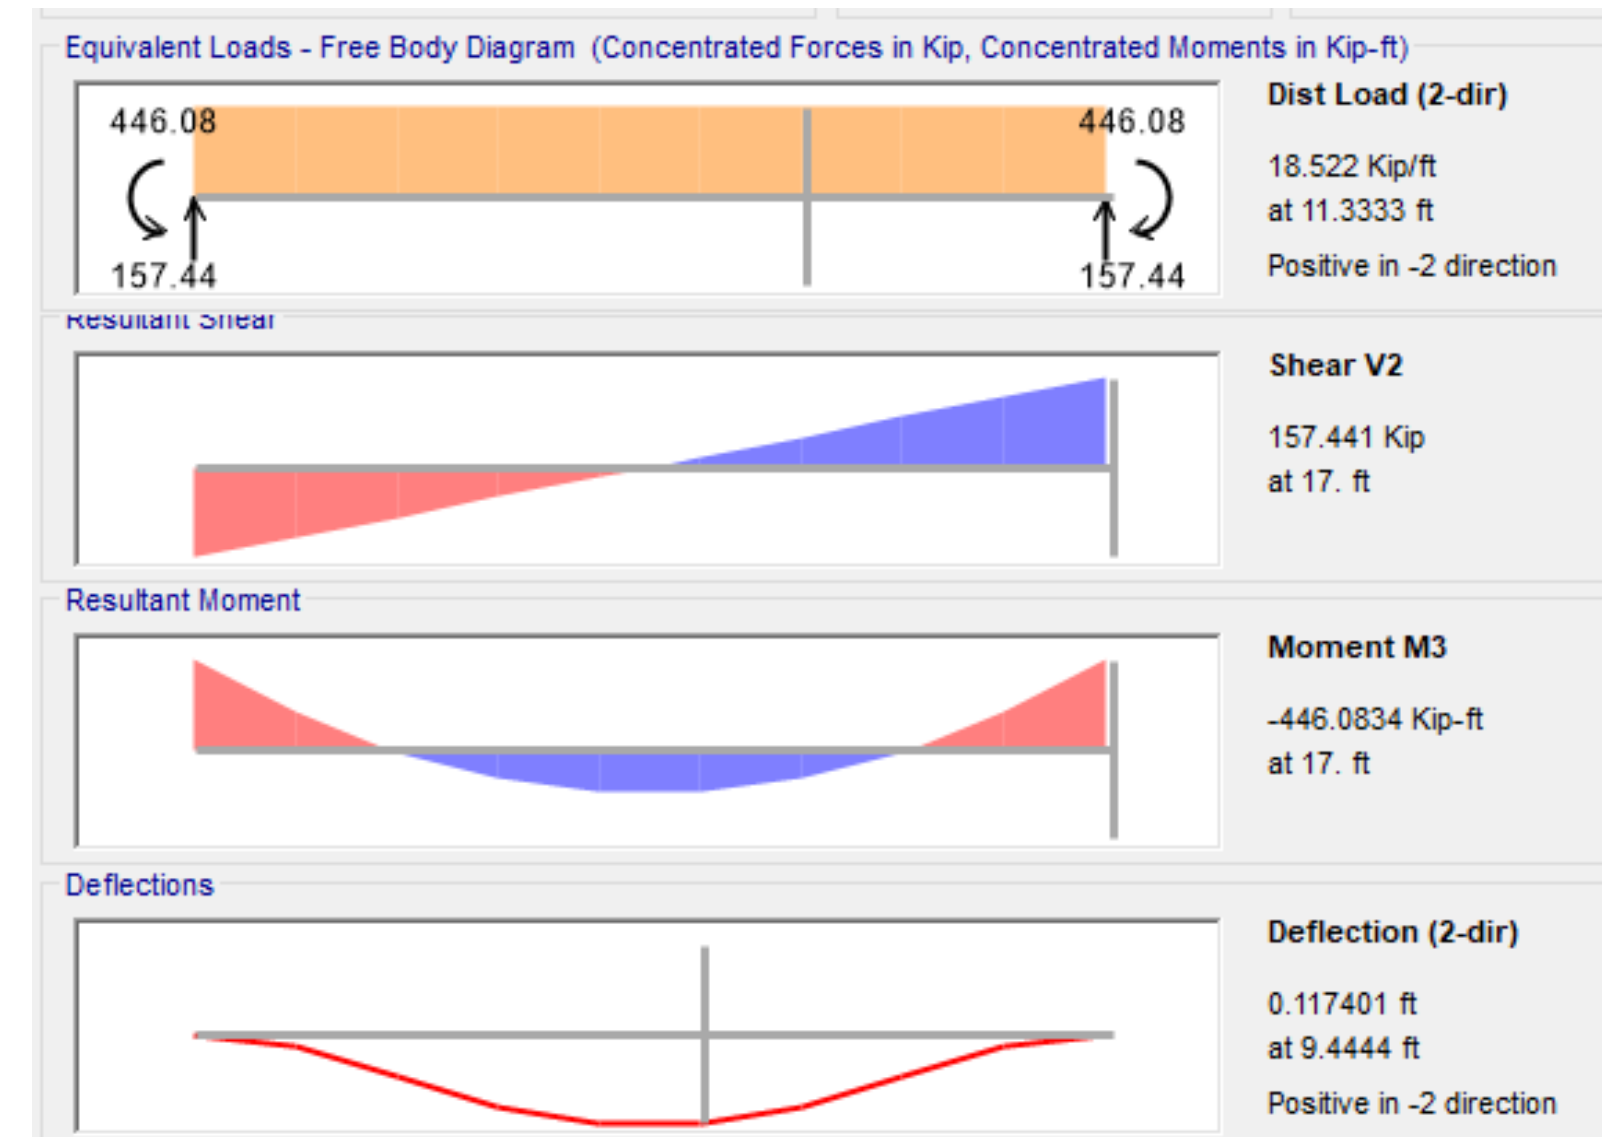 Equivalent Loads - Free Body Diagram  (Concentrated Forces in Kip, Concentrated Moments in Kip-ft)
446.08
446.08
157.44
157.44
Dist Load (2-dir)
18.522 Kip/ft
at 11.3333 ft
Positive in -2 direction
Resultant Shear
Shear V2
157.441 Kip
at 17. ft
Resultant Moment
Moment M3
-446.0834 Kip-ft
at 17. ft
Deflections
Deflection (2-dir)
0.117401 ft
at 9.4444 ft
Positive in -2 direction